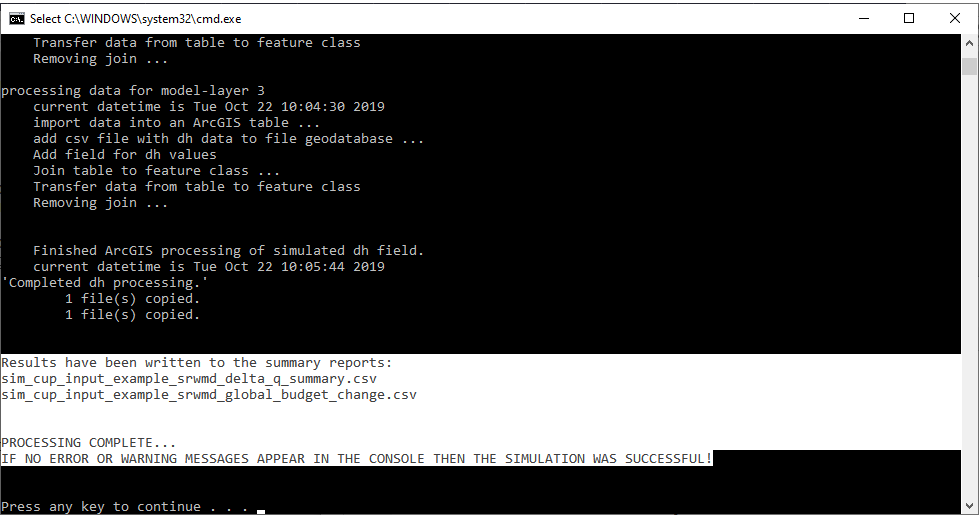 Select C:\WINDOWS\system32\cmd.exe
Transfer data from table to feature class
Removing join ...
processing data for model-layer 3
current datetime is Tue Oct 22 10:04:30 2019
import data into an ArcGIS table ...
add csv file with dh data to file geodatabase ...
Add field for dh values
Join table to feature class ...
Transfer data from table to feature class
Removing join ...
Finished ArcGIS processing of simulated dh field.
current datetime is Tue Oct 22 10:05:44 2019
'Completed dh processing.'
1 file(s) copied.
1 file(s) copied.
Results have been written to the summary reports:
sim_cup_input_example_srwmd_delta_q_summary.csv
sim_cup_input_example_srwmd_global_budget_change.csv
PROCESSING COMPLETE...
IF NO ERROR OR WARNING MESSAGES APPEAR IN THE CONSOLE THEN THE SIMULATION WAS SUCCESSFUL!
Press any key to continue . . .